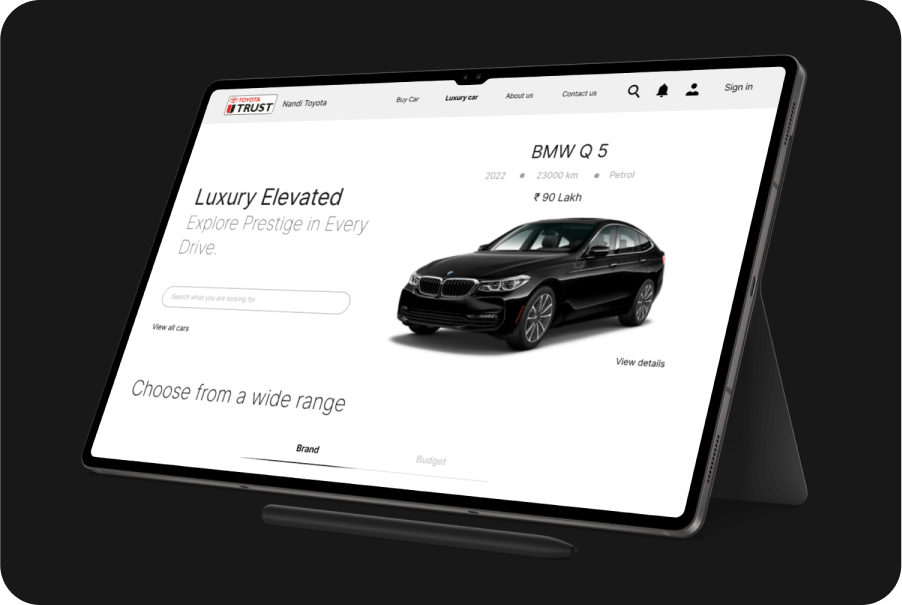 TOYOTA
U TRUST
Nandi Toyota
Buy Car
Luxury car
About us
Contact us
Sign in
BMW Q 5
2022 ● 23000 km ● Petrol
₹ 90 Lakh
Luxury Elevated
Explore Prestige in Every
Drive.
Search what you are looking for
View all cars
View details
Choose from a wide range
Brand
Budget